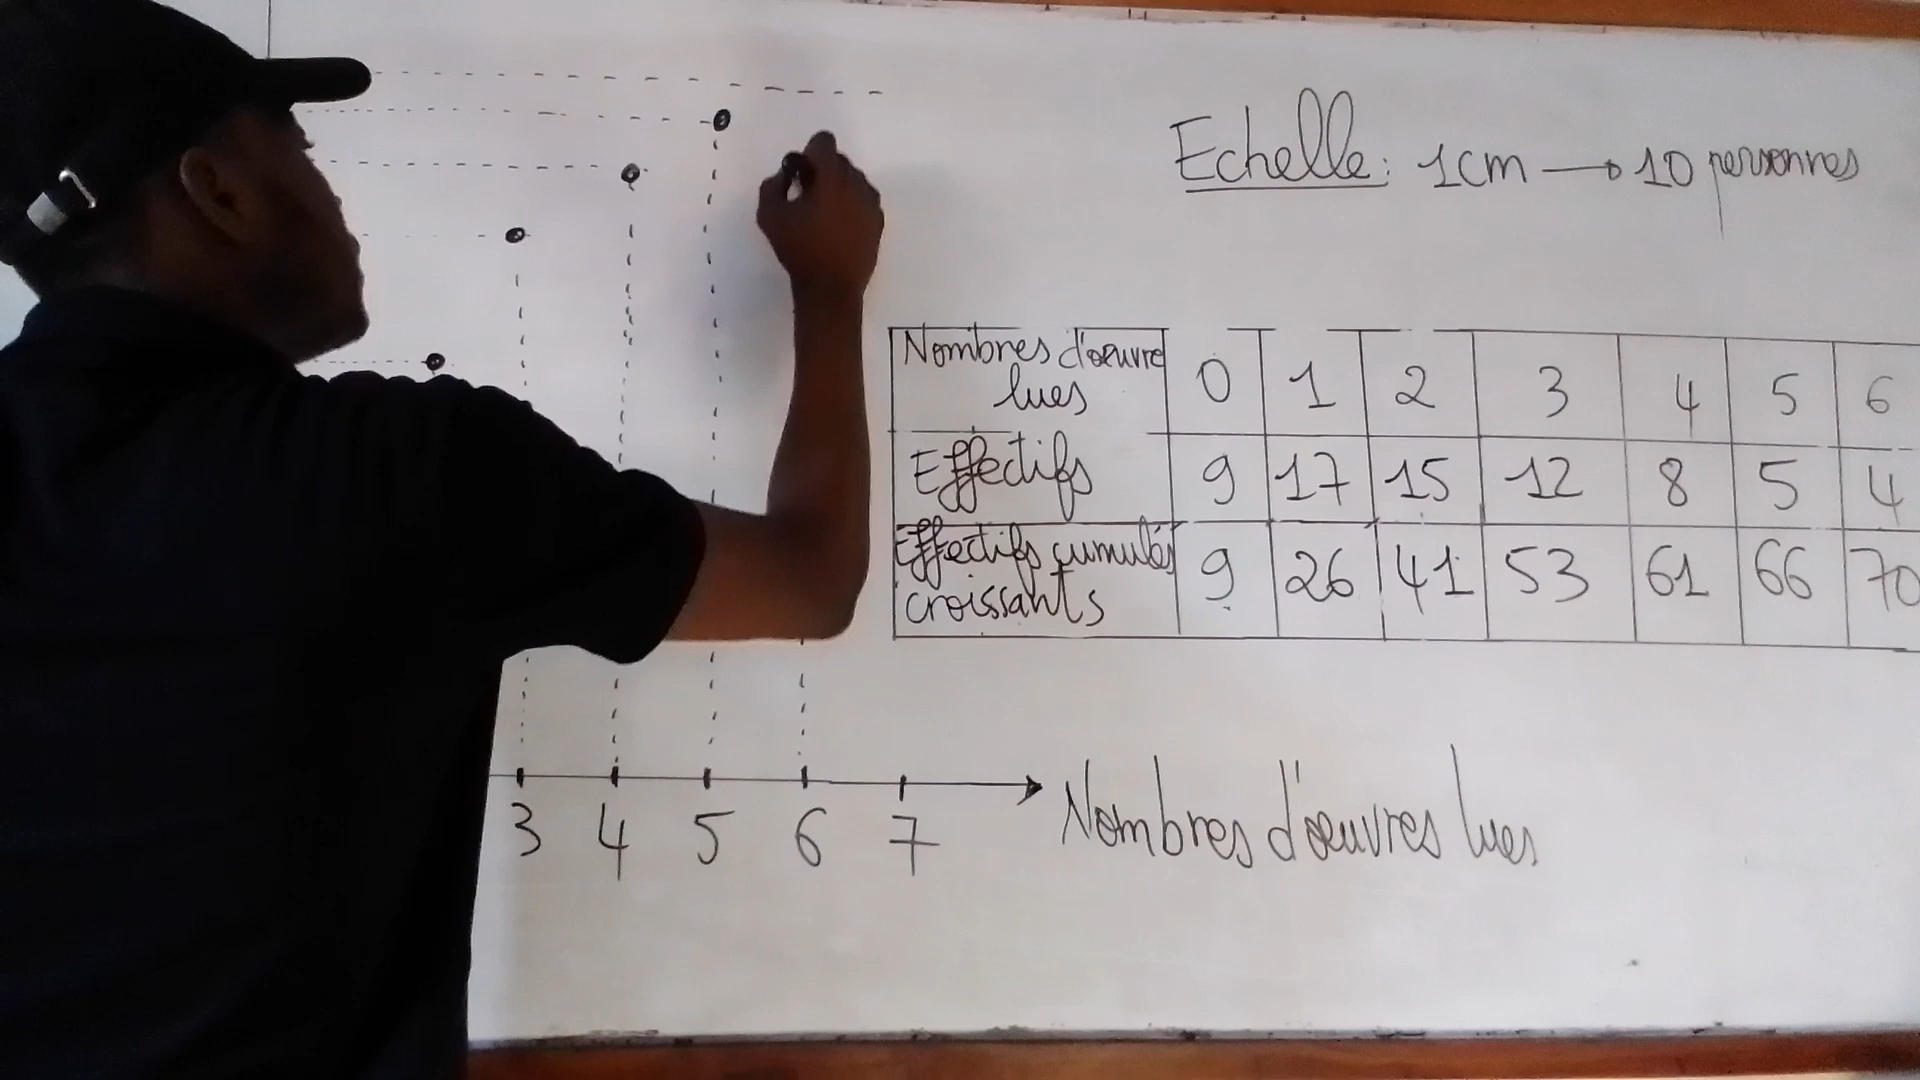 Echelle: 1cm → 10 personnes
Nombres d'œuvre lues 0 1 2 3 4 5 6
Effectifs 9 17 15 12 8 5 4
Effectifs cumulés croissants 9 26 41 53 61 66 70
3 4 5 6 7
Nombres d'œuvres lues